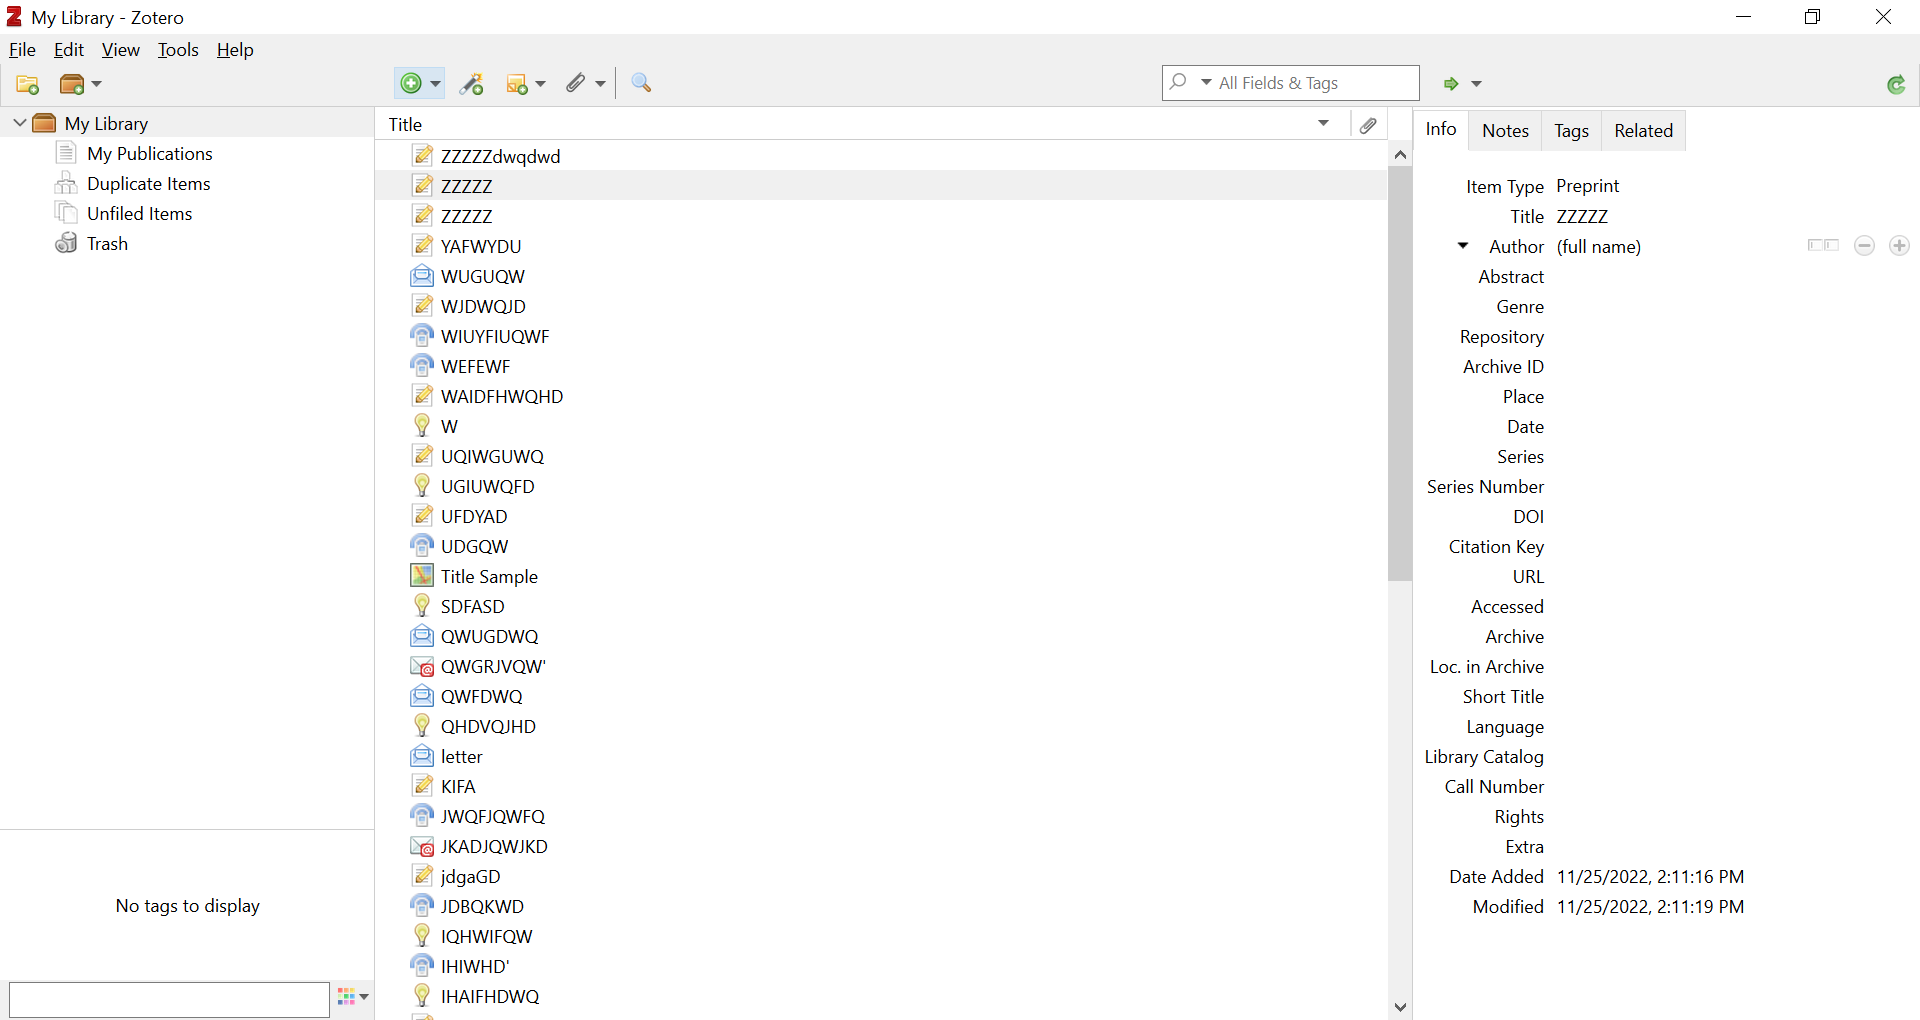 My Library - Zotero
File Edit View Tools Help
All Fields & Tags
My Library
My Publications
Duplicate Items
Unfiled Items
Trash
No tags to display
Title
ZZZZZdwqdwd
ZZZZZ
ZZZZZ
YAFWYDU
WUGUQW
WJDWQJD
WIUYFIUQWF
WEFEWF
WAIDFHWQHD
W
UQIWGUWQ
UGIUWQFD
UFDYAD
UDGQW
Title Sample
SDFASD
QWUGDWQ
QWGRJVQW'
QWFDWQ
QHDVQJHD
letter
KIFA
JWQFJQWFQ
JKADJQWJKD
jdgaGD
JDBQKWD
IQHWIFQW
IHIWHD'
IHAIFHDWQ
Info Notes Tags Related
Item Type Preprint
Title ZZZZZ
Author (full name)
Abstract
Genre
Repository
Archive ID
Place
Date
Series
Series Number
DOI
Citation Key
URL
Accessed
Archive
Loc. in Archive
Short Title
Language
Library Catalog
Call Number
Rights
Extra
Date Added 11/25/2022, 2:11:16 PM
Modified 11/25/2022, 2:11:19 PM